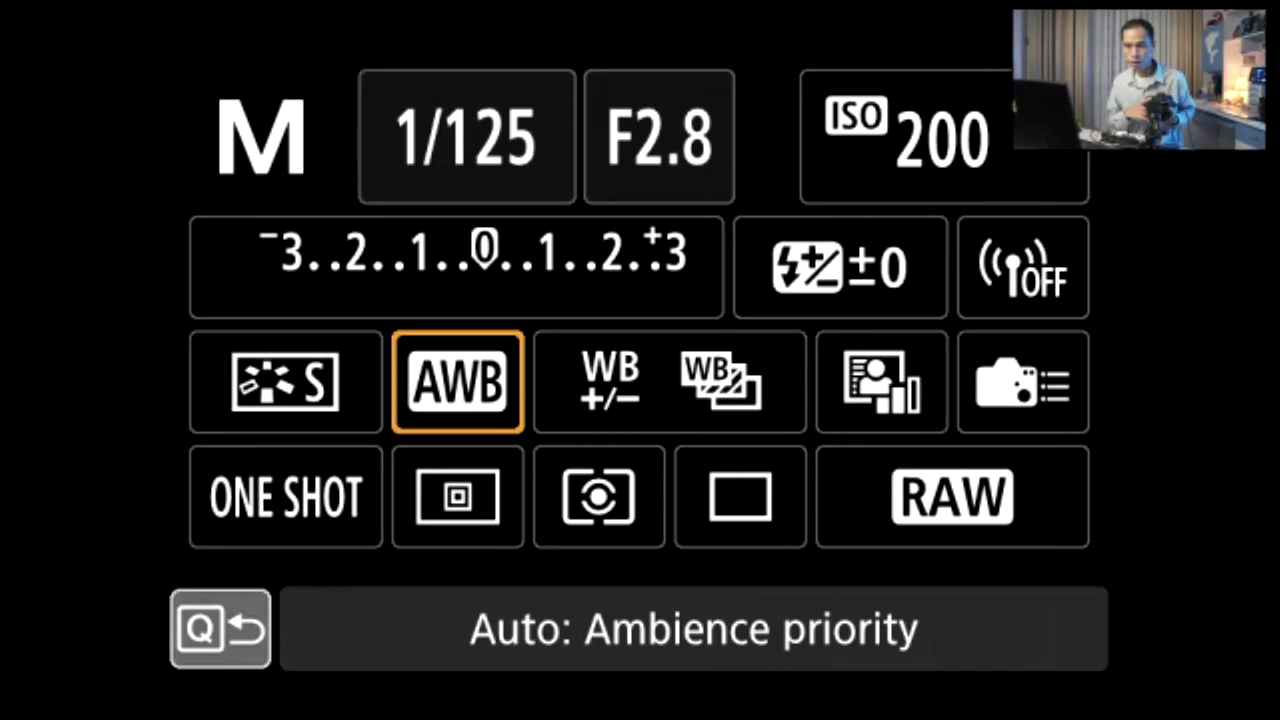 M 1/125 F2.8 ISO 200
-3..2..1..0..1..2..+3 ±0 OFF
S AWB WB +/- WB
ONE SHOT RAW
Q Auto: Ambience priority